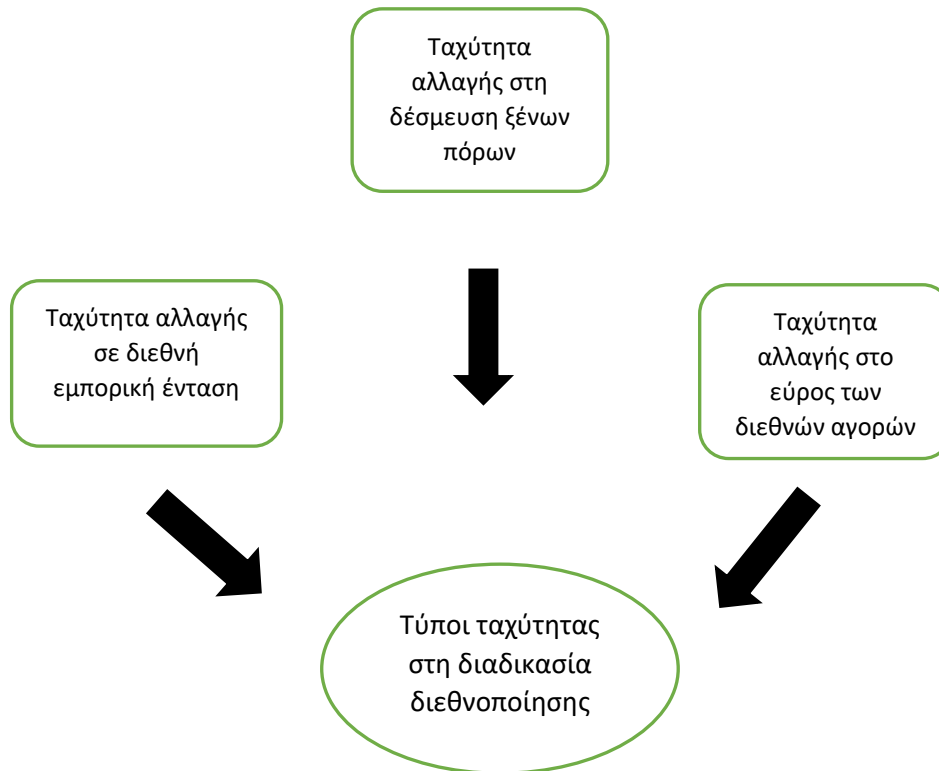 Ταχύτητα
αλλαγής στη
δέσμευση ξένων
πόρων
Ταχύτητα αλλαγής
σε διεθνή
εμπορική ένταση
Ταχύτητα
αλλαγής στο
εύρος των
διεθνών αγορών
Τύποι ταχύτητας
στη διαδικασία
διεθνοποίησης